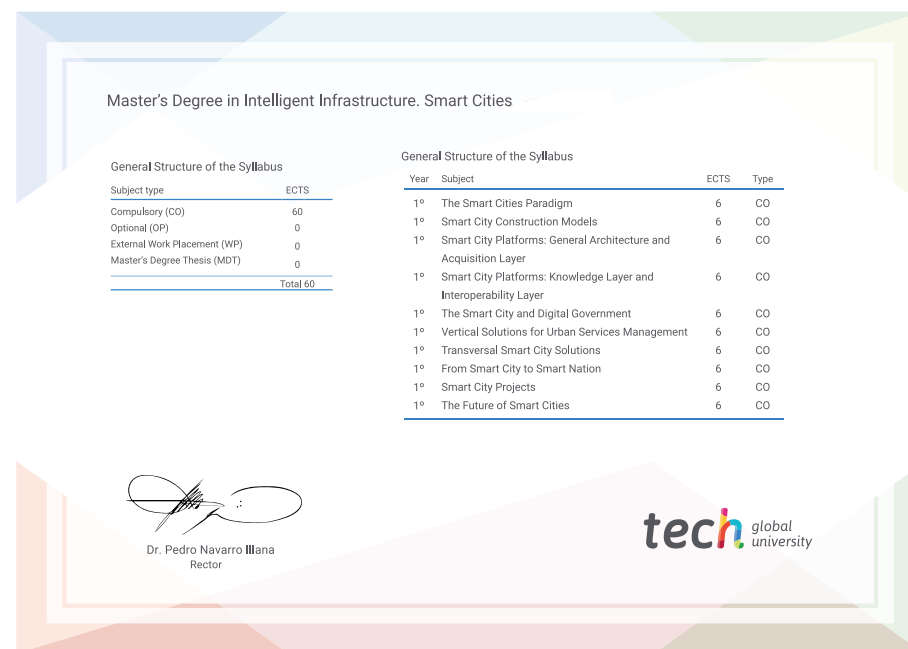 Master's Degree in Intelligent Infrastructure. Smart Cities
General Structure of the Syllabus
Subject type ECTS
Compulsory (CO) 60
Optional (OP) 0
External Work Placement (WP) 0
Master's Degree Thesis (MDT) 0
Total 60
General Structure of the Syllabus
Year Subject ECTS Type
1º The Smart Cities Paradigm 6 CO
1º Smart City Construction Models 6 CO
1º Smart City Platforms: General Architecture and 6 CO
Acquisition Layer
1º Smart City Platforms: Knowledge Layer and 6 CO
Interoperability Layer
1º The Smart City and Digital Government 6 CO
1º Vertical Solutions for Urban Services Management 6 CO
1º Transversal Smart City Solutions 6 CO
1º From Smart City to Smart Nation 6 CO
1º Smart City Projects 6 CO
1º The Future of Smart Cities 6 CO
Dr. Pedro Navarro Illana
Rector
tech global
university